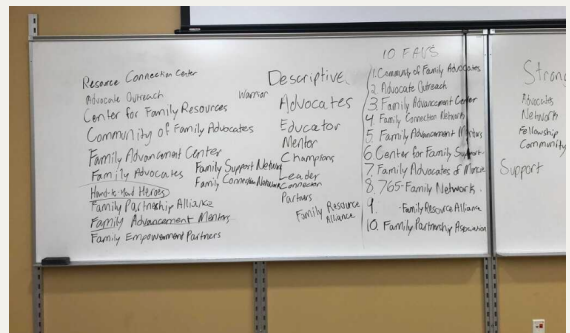 Resource Connection Center
Advocate Outreach
Center for Family Resources
Community of Family Advocates
Family Advancement Center
Family Advocates
Family Support Network
Family Connection Network
Hand-to-Hand Heroes
Family Partnership Alliance
Family Advancement Mentors
Family Empowerment Partners
Descriptive
Warrior
Advocates
Educator
Mentor
Champions
Leader
Connection
Partners
Family Resource
Alliance
10 FAVS
1. Community of Family Advocates
2. Advocate Outreach
3. Family Advancement Center
4. Family Connection Network
5. Family Advancement Mentors
6. Center for Family Support
7. Family Advocates of
8. 765-Family Network
9. -Family Resource Alliance
10. Family Partnership
Strong
Advocates
Network
Fellowship
Community
Support